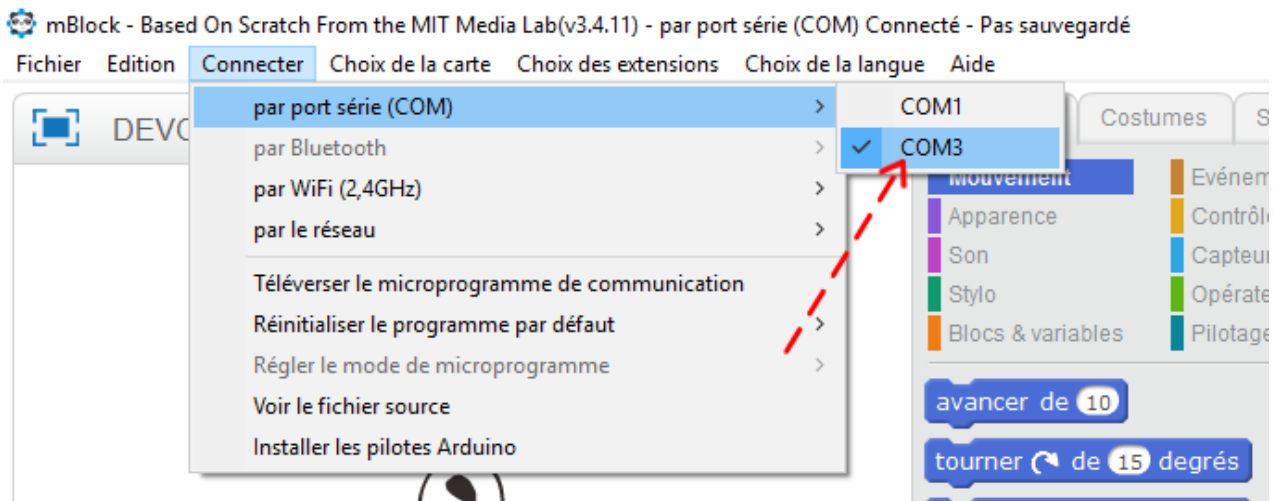 mBlock - Based On Scratch From the MIT Media Lab(v3.4.11) - par port série (COM) Connecté - Pas sauvegardé
Fichier Edition Connecter Choix de la carte Choix des extensions Choix de la langue Aide
par port série (COM)
par Bluetooth
par WiFi (2,4GHz)
par le réseau
Téléverser le microprogramme de communication
Réinitialiser le programme par défaut
Régler le mode de microprogramme
Voir le fichier source
Installer les pilotes Arduino
COM1
COM3
Costumes
Mouvement
Apparence
Son
Stylo
Blocs & variables
avancer de 10
tourner de 15 degrés